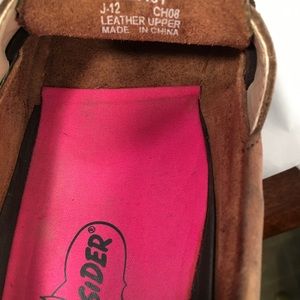 J-12 CH08
LEATHER UPPER
MADE IN CHINA
SiDER